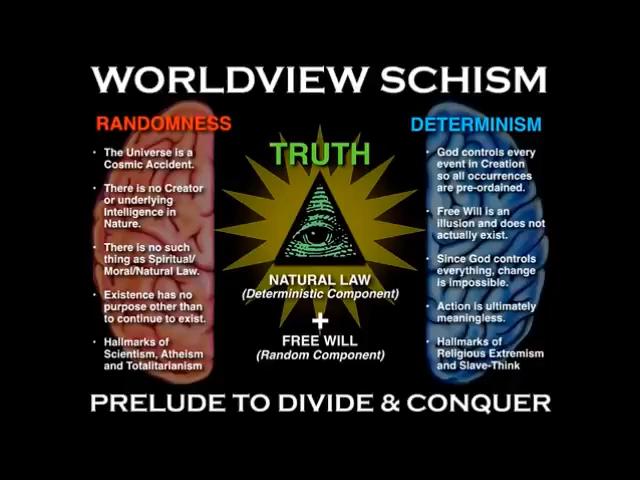 WORLDVIEW SCHISM
RANDOMNESS
• The Universe is a
Cosmic Accident.
• There is no Creator
or underlying
Intelligence in
Nature.
• There is no such
thing as Spiritual/
Moral/Natural Law.
• Existence has no
purpose other than
to continue to exist.
• Hallmarks of
Scientism, Atheism
and Totalitarianism
TRUTH
NATURAL LAW
(Deterministic Component)
+
FREE WILL
(Random Component)
DETERMINISM
• God controls every
event in Creation
so all occurrences
are pre-ordained.
• Free Will is an
illusion and does not
actually exist.
• Since God controls
everything, change
is impossible.
• Action is ultimately
meaningless.
• Hallmarks of
Religious Extremism
and Slave-Think
PRELUDE TO DIVIDE & CONQUER